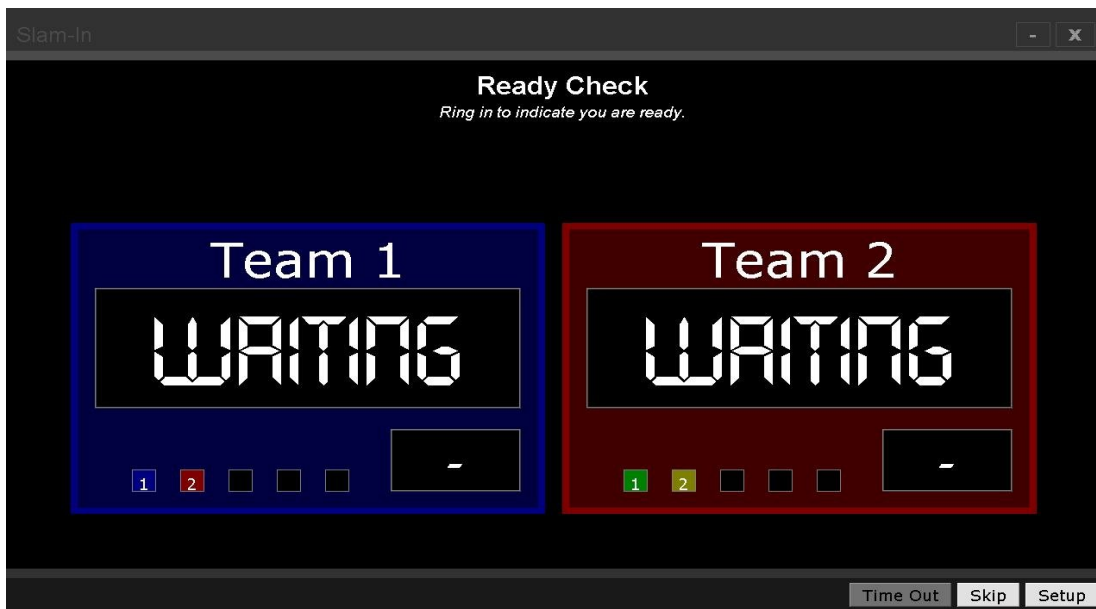 Slam-In - X
Ready Check
Ring in to indicate you are ready.
Team 1 Team 2
WAITING WAITING
- -
1 2 1 2
Time Out Skip Setup